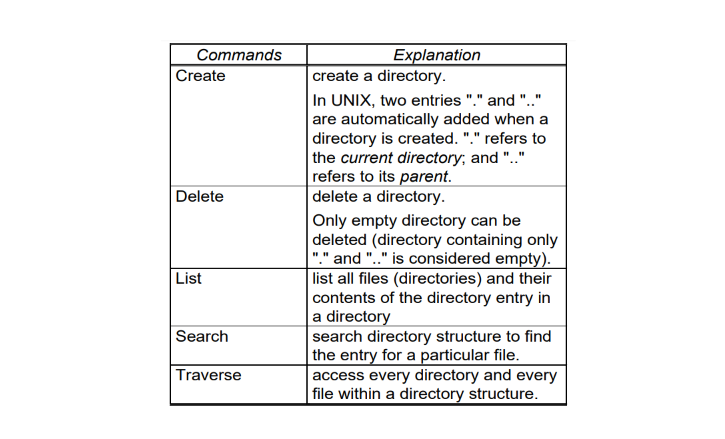 Commands Explanation
Create create a directory.
In UNIX, two entries "." and ".."
are automatically added when a
directory is created. "." refers to
the current directory; and ".."
refers to its parent.
Delete delete a directory.
Only empty directory can be
deleted (directory containing only
"." and ".." is considered empty).
List list all files (directories) and their
contents of the directory entry in
a directory
Search search directory structure to find
the entry for a particular file.
Traverse access every directory and every
file within a directory structure.